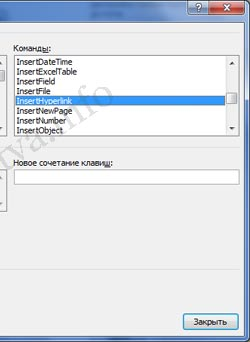 Команды:
InsertDateTime
InsertExcelTable
InsertField
InsertFile
InsertHyperlink
InsertNewPage
InsertNumber
InsertObject
Новое сочетание клавиш:
Закрыть